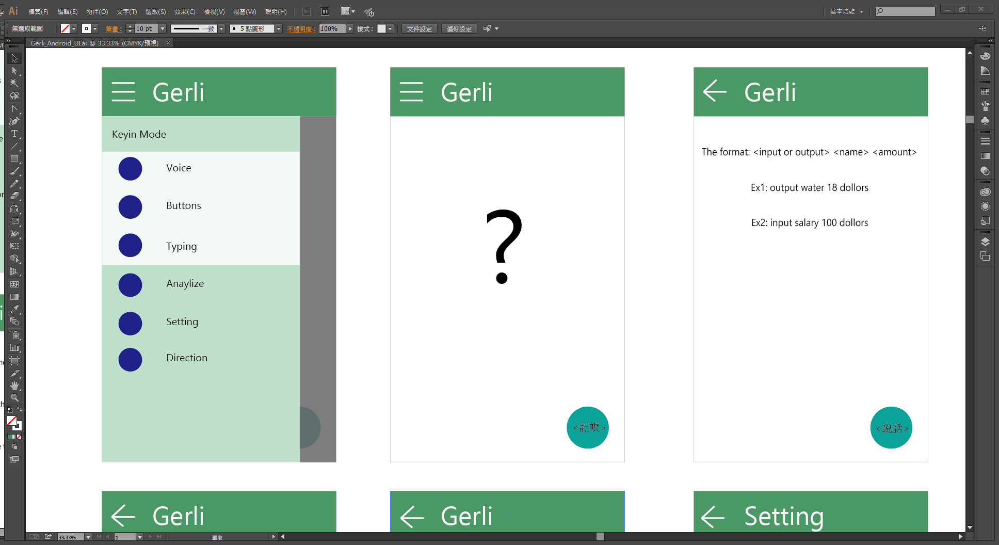 Ai 檔案(F) 編輯(E) 物件(O) 文字(T) 選取(S) 效果(C) 檢視(V) 視窗(W) 說明(H) Br St 基本功能
無選取範圍 筆畫： 10 pt 一致 5 點圓形 不透明度： 100% 樣式： 文件設定 偏好設定
Gerli_Android_UI.ai @ 33.33% (CMYK/預視) ×
Gerli
Keyin Mode
Voice
Buttons
Typing
Anaylize
Setting
Direction
Gerli
?
<記帳>
Gerli
The format: <input or output> <name> <amount>
Ex1: output water 18 dollors
Ex2: input salary 100 dollors
<說話>
Gerli
Gerli
Setting
33.33% 1 選取